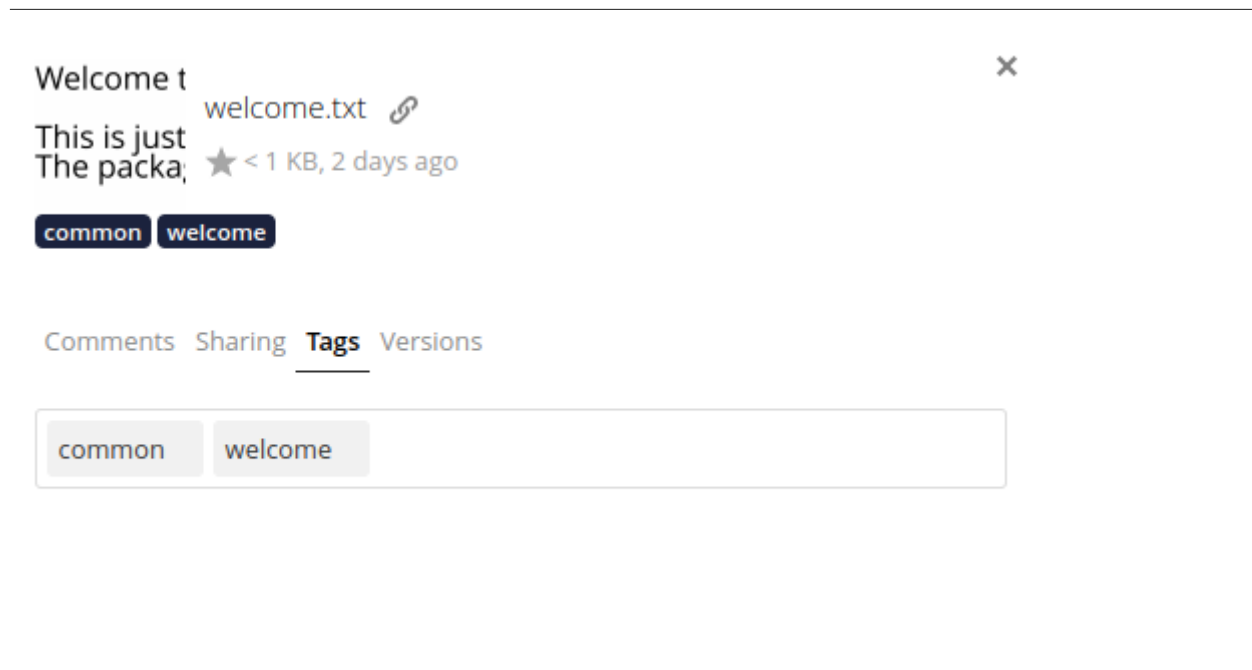 Welcome t
This is just
The packa
welcome.txt
< 1 KB, 2 days ago
common welcome
Comments Sharing Tags Versions
common welcome